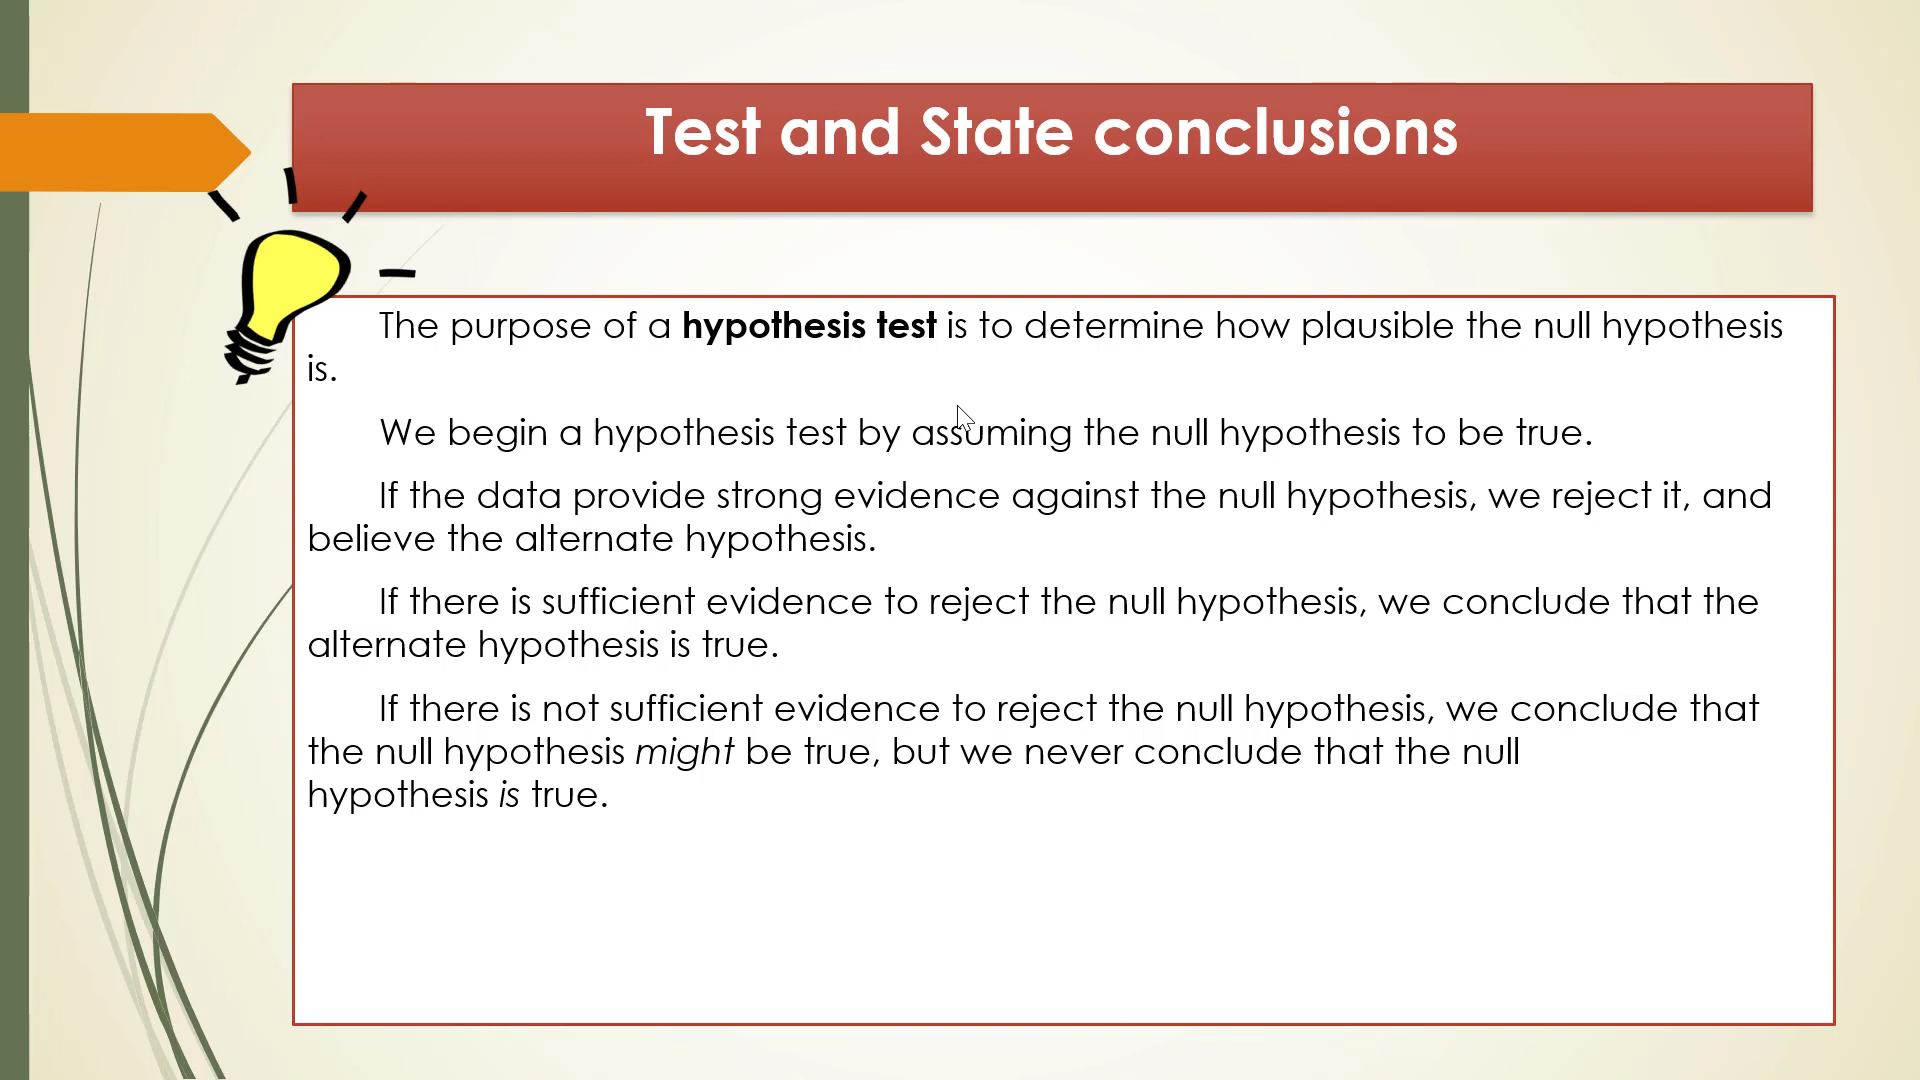 Test and State conclusions
The purpose of a hypothesis test is to determine how plausible the null hypothesis
is.
We begin a hypothesis test by assuming the null hypothesis to be true.
If the data provide strong evidence against the null hypothesis, we reject it, and
believe the alternate hypothesis.
If there is sufficient evidence to reject the null hypothesis, we conclude that the
alternate hypothesis is true.
If there is not sufficient evidence to reject the null hypothesis, we conclude that
the null hypothesis might be true, but we never conclude that the null
hypothesis is true.